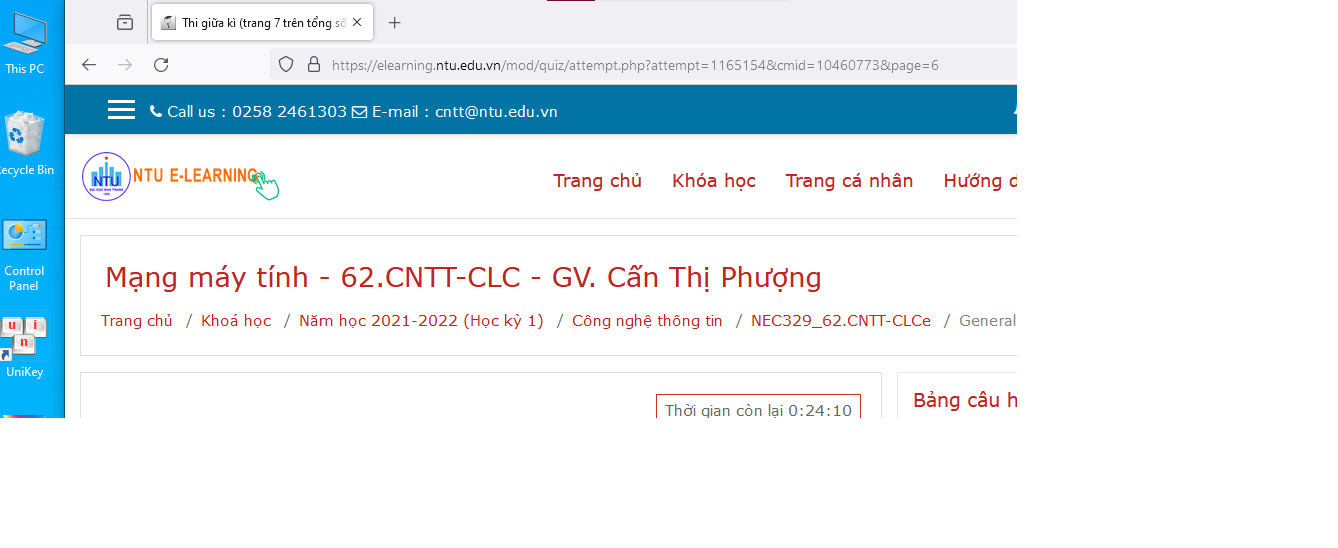 This PC
Recycle Bin
Control
Panel
u i
n
UniKey
Thi giữa kì (trang 7 trên tổng số
https://elearning.ntu.edu.vn/mod/quiz/attempt.php?attempt=1165154&cmid=10460773&page=6
Call us : 0258 2461303 E-mail : cntt@ntu.edu.vn
NTU NTU E-LEARNING
Trang chủ Khóa học Trang cá nhân Hướng d
Mạng máy tính - 62.CNTT-CLC - GV. Cấn Thị Phượng
Trang chủ / Khoá học / Năm học 2021-2022 (Học kỳ 1) / Công nghệ thông tin / NEC329_62.CNTT-CLCe / General
Thời gian còn lại 0:24:10
Bảng câu h